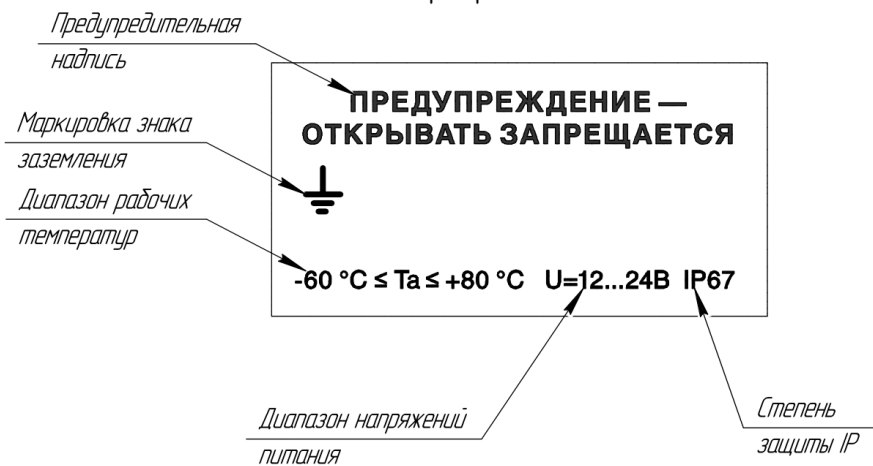 Предупредительная
надпись
ПРЕДУПРЕЖДЕНИЕ —
ОТКРЫВАТЬ ЗАПРЕЩАЕТСЯ
Маркировка знака
заземления
Диапазон рабочих
температур
-60 °C ≤ Ta ≤ +80 °C U=12...24В IP67
Диапазон напряжений
питания
Степень
защиты IP